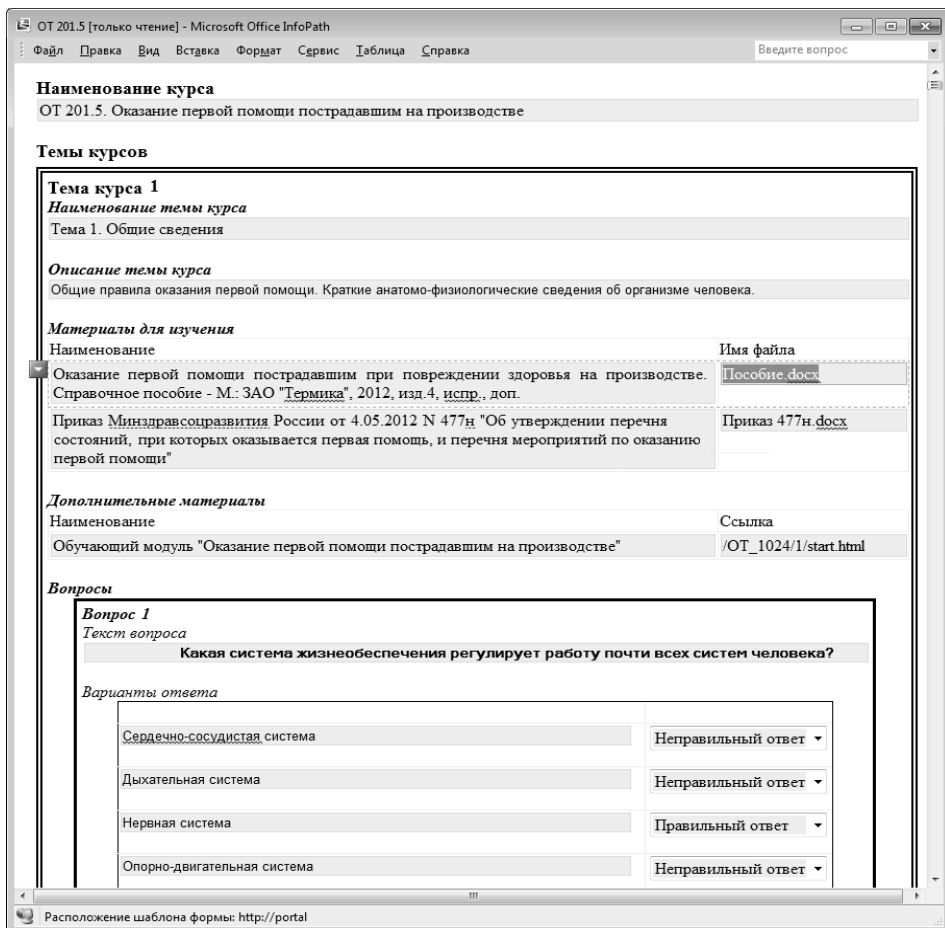 ОТ 201.5 [только чтение] - Microsoft Office InfoPath
Файл Правка Вид Вставка Формат Сервис Таблица Справка Введите вопрос
Наименование курса
ОТ 201.5. Оказание первой помощи пострадавшим на производстве
Темы курсов
Тема курса 1
Наименование темы курса
Тема 1. Общие сведения
Описание темы курса
Общие правила оказания первой помощи. Краткие анатомо-физиологические сведения об организме человека.
Материалы для изучения
Наименование Имя файла
Оказание первой помощи пострадавшим при повреждении здоровья на производстве. Пособие.docx
Справочное пособие - М.: ЗАО "Термика", 2012, изд.4, испр., доп.
Приказ Минздравсоцразвития России от 4.05.2012 N 477н "Об утверждении перечня Приказ 477н.docx
состояний, при которых оказывается первая помощь, и перечня мероприятий по оказанию
первой помощи"
Дополнительные материалы
Наименование Ссылка
Обучающий модуль "Оказание первой помощи пострадавшим на производстве" /OT_1024/1/start.html
Вопросы
Вопрос 1
Текст вопроса
Какая система жизнеобеспечения регулирует работу почти всех систем человека?
Варианты ответа
Сердечно-сосудистая система Неправильный ответ
Дыхательная система Неправильный ответ
Нервная система Правильный ответ
Опорно-двигательная система Неправильный ответ
Расположение шаблона формы: http://portal